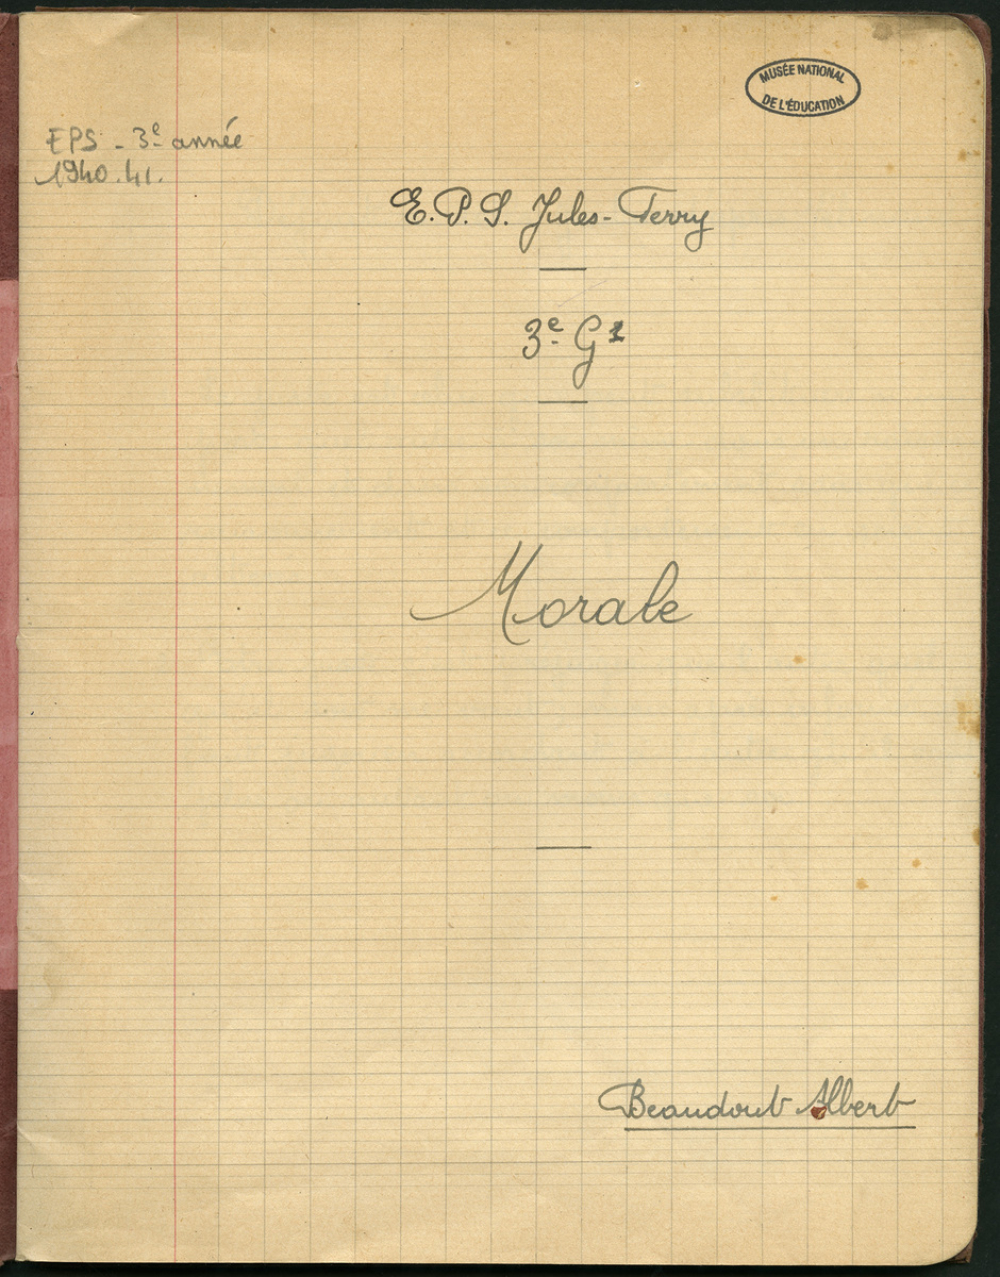 MUSÉE NATIONAL
DE L'ÉDUCATION
EPS - 3e année
1940.41.
E.P.S. Jules-Ferry
3e G1
Morale
Beaudout Albert